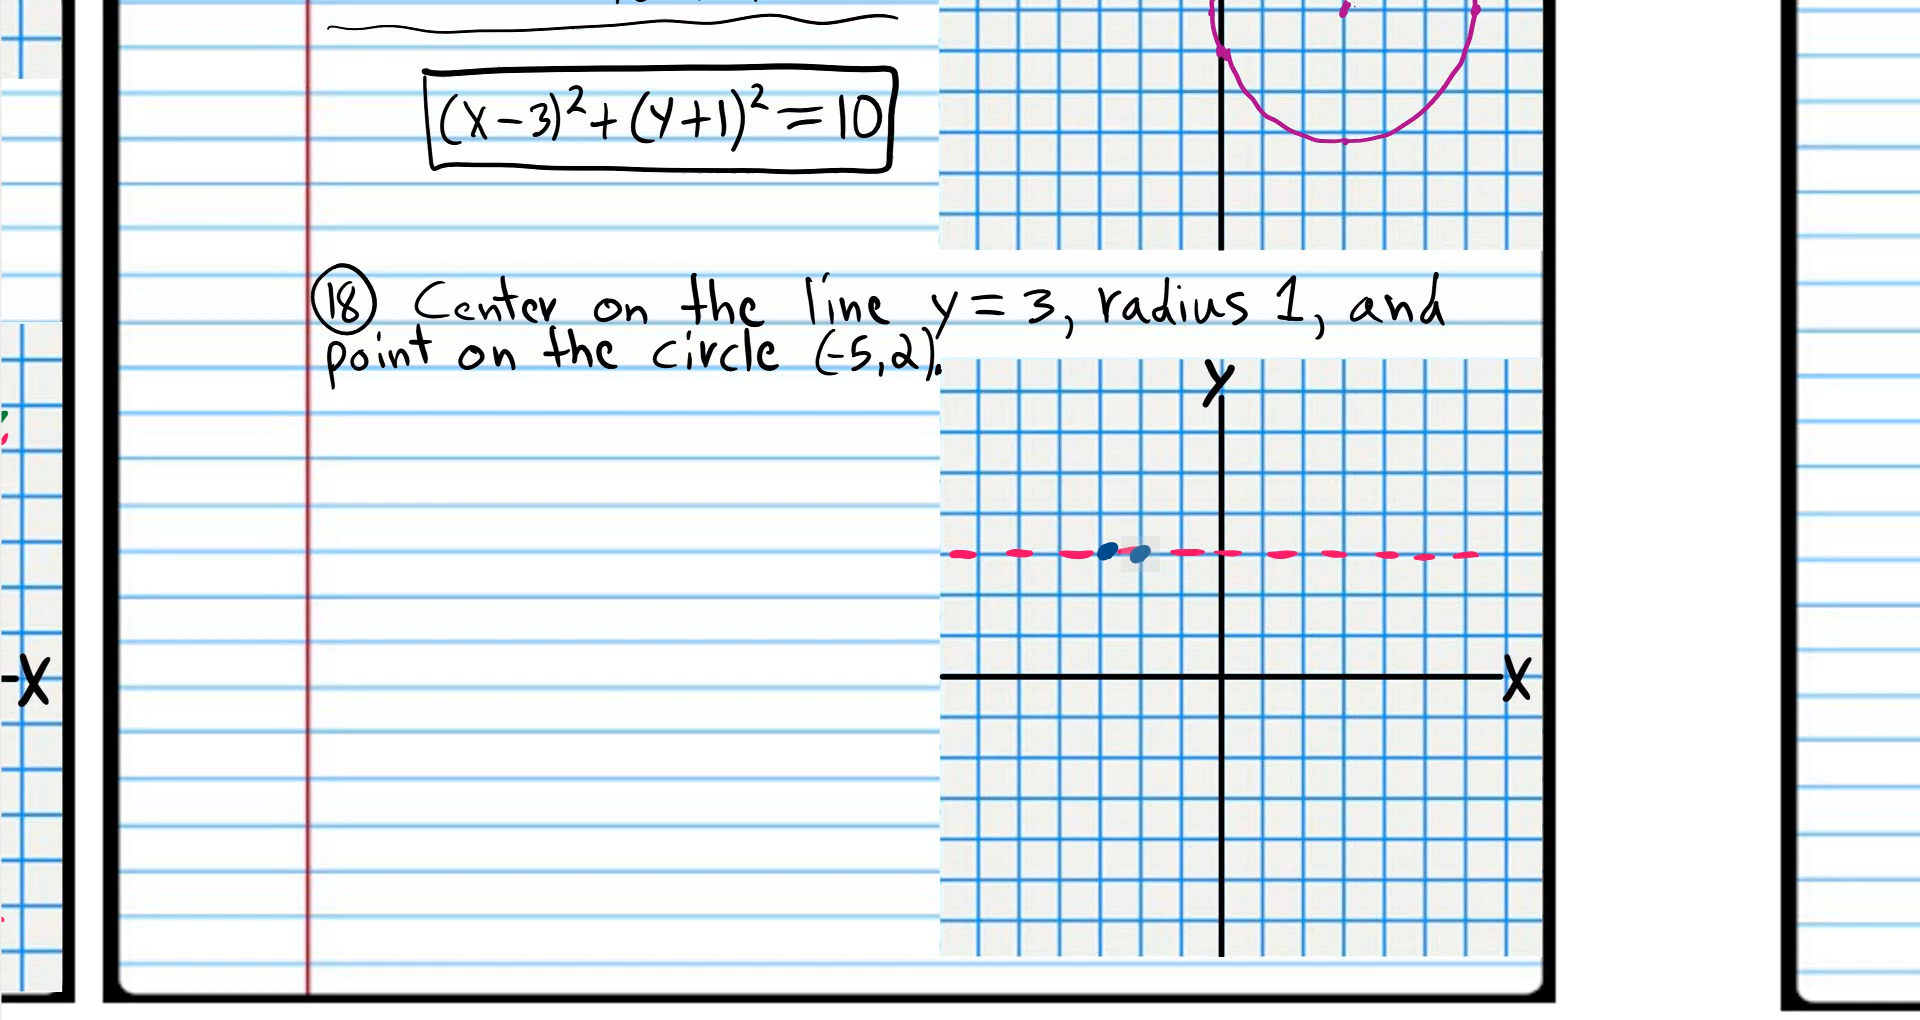 (x-3)²+(y+1)²=10
18 Center on the line y = 3, radius 1, and
point on the circle (-5,2).
y
x
x